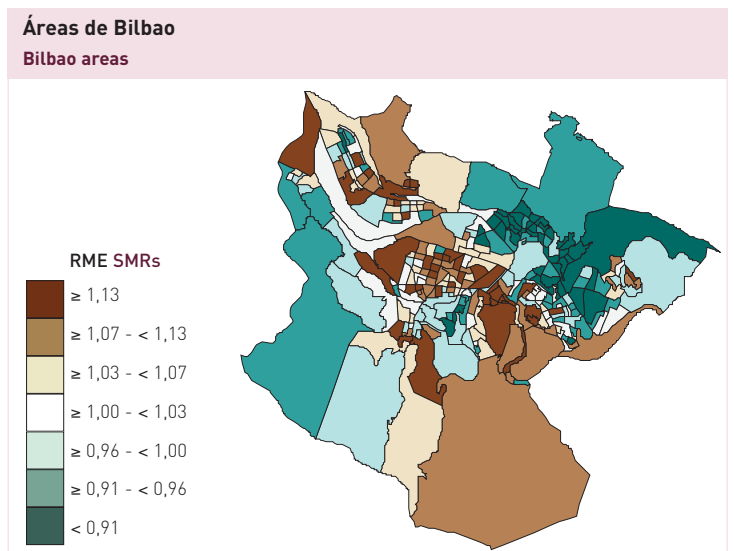 Áreas de Bilbao
Bilbao areas
RME SMRs
≥ 1,13
≥ 1,07 - < 1,13
≥ 1,03 - < 1,07
≥ 1,00 - < 1,03
≥ 0,96 - < 1,00
≥ 0,91 - < 0,96
< 0,91